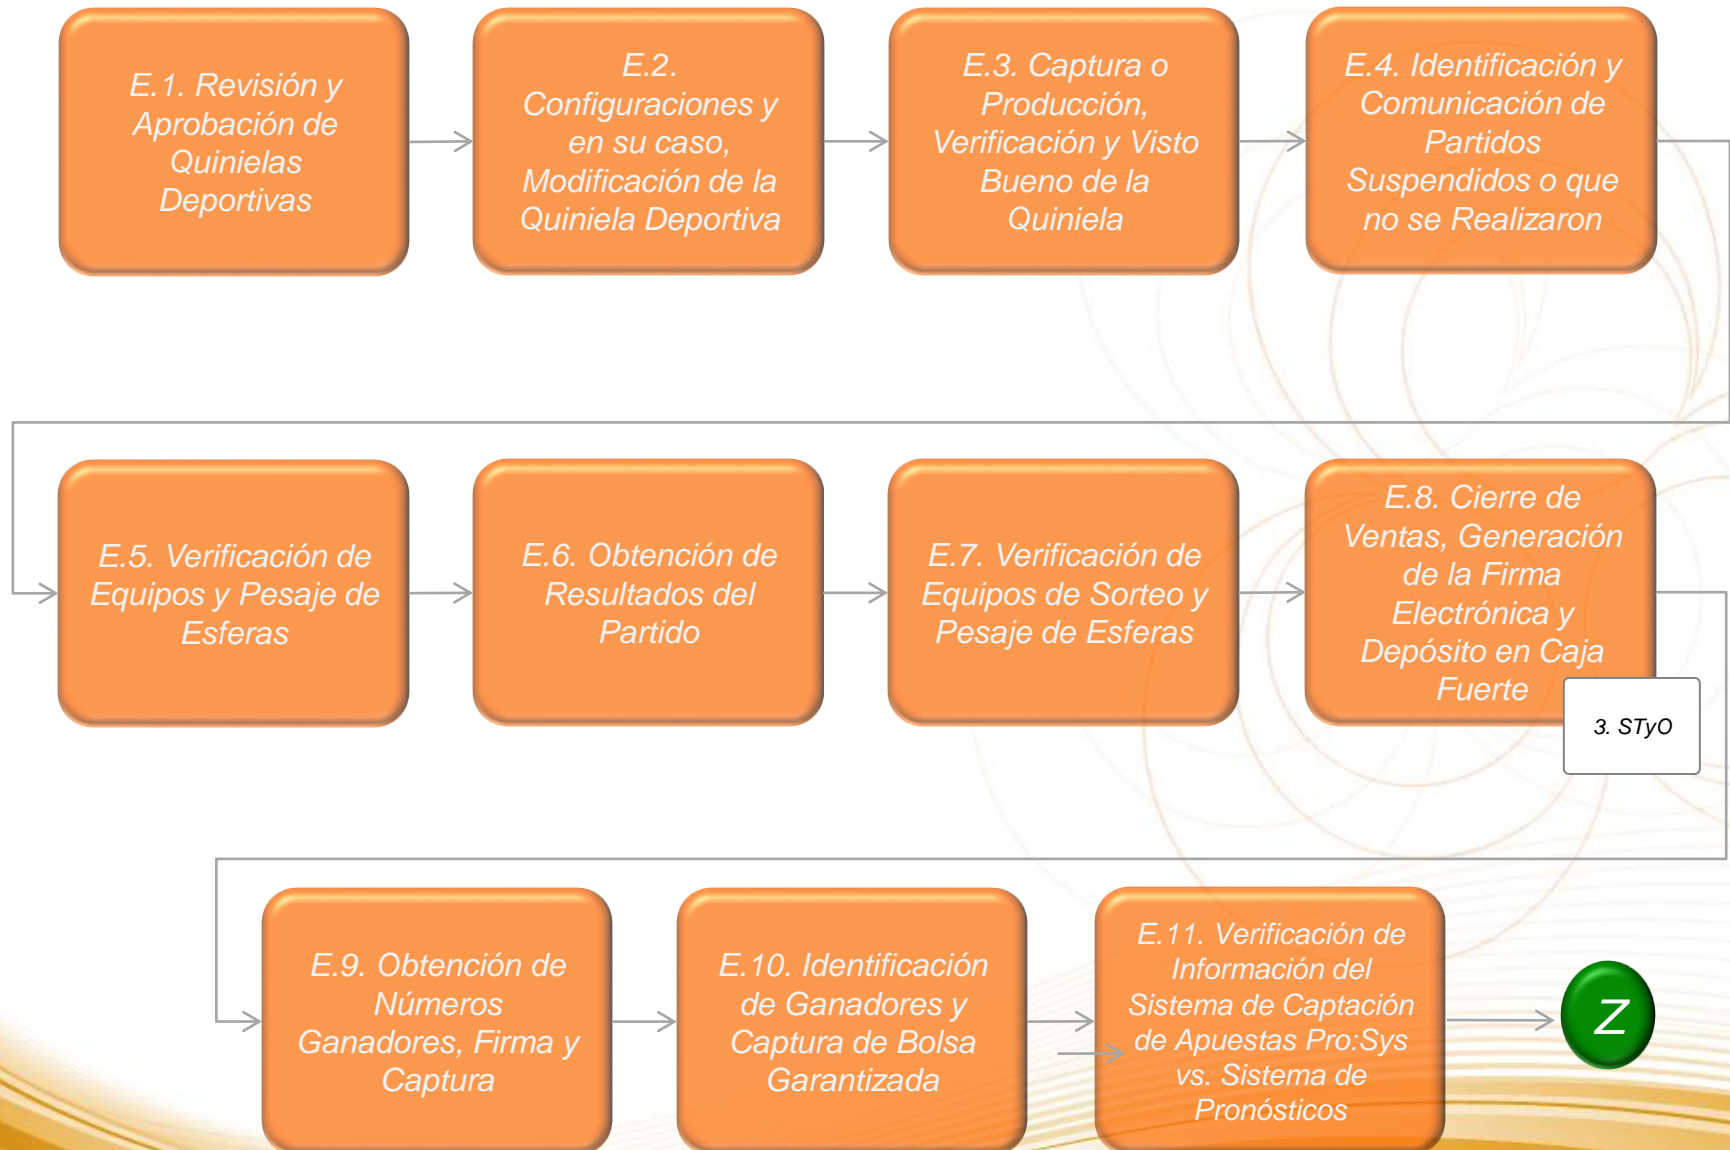 E.1. Revisión y
Aprobación de
Quinielas
Deportivas
E.2.
Configuraciones y
en su caso,
Modificación de la
Quiniela Deportiva
E.3. Captura o
Producción,
Verificación y Visto
Bueno de la
Quiniela
E.4. Identificación y
Comunicación de
Partidos
Suspendidos o que
no se Realizaron
E.5. Verificación de
Equipos y Pesaje de
Esferas
E.6. Obtención de
Resultados del
Partido
E.7. Verificación de
Equipos de Sorteo y
Pesaje de Esferas
E.8. Cierre de
Ventas, Generación
de la Firma
Electrónica y
Depósito en Caja
Fuerte
3. STyO
E.9. Obtención de
Números
Ganadores, Firma y
Captura
E.10. Identificación
de Ganadores y
Captura de Bolsa
Garantizada
E.11. Verificación de
Información del
Sistema de Captación
de Apuestas Pro:Sys
vs. Sistema de
Pronósticos
Z